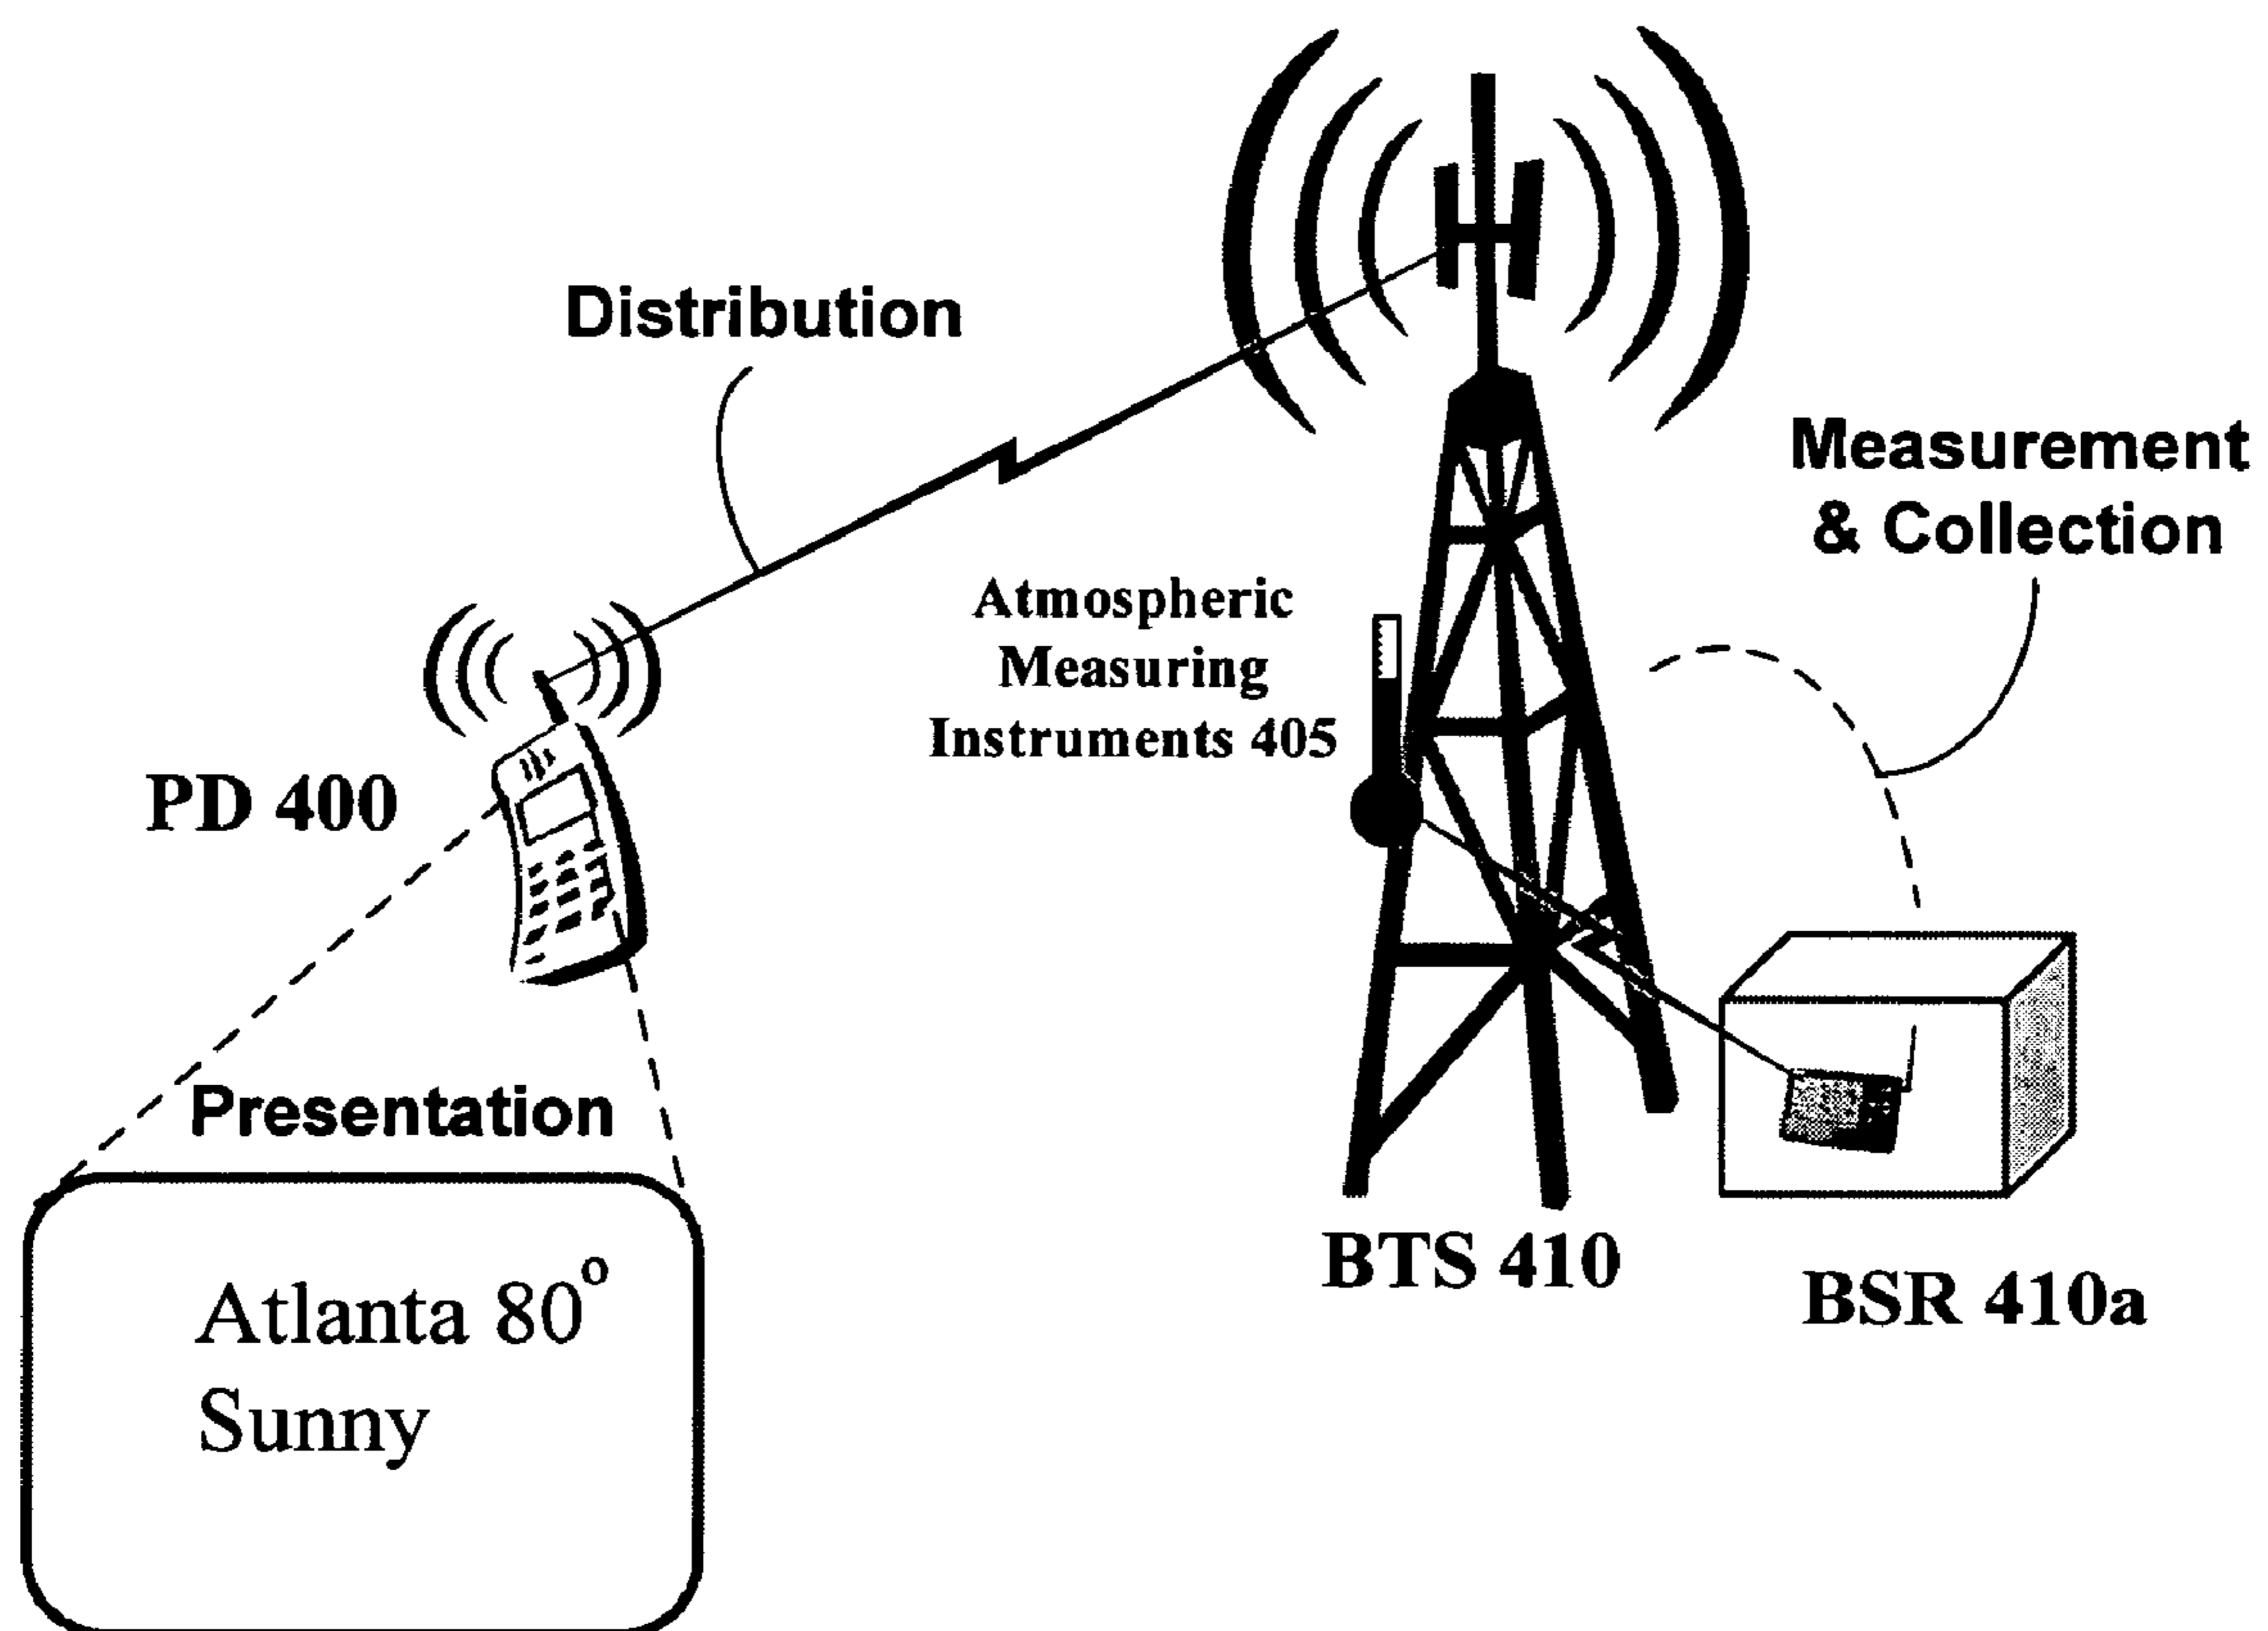 Distribution
Measurement
& Collection
Atmospheric
Measuring
Instruments 405
PD 400
Presentation
Atlanta 80°
Sunny
BTS 410
BSR 410a